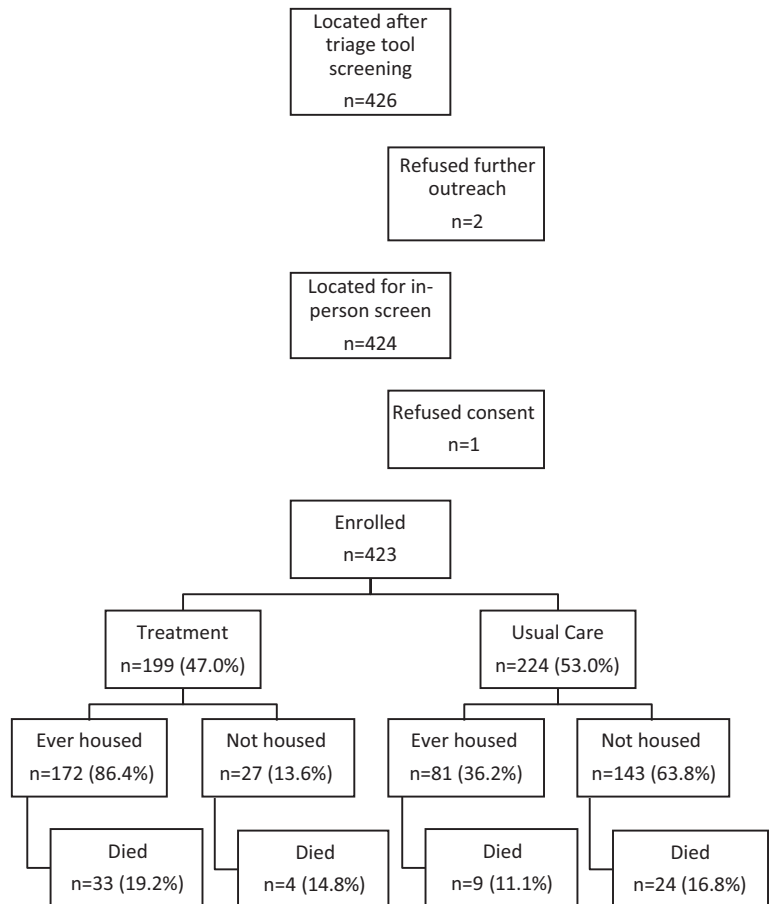 Located after
triage tool
screening
n=426
Refused further
outreach
n=2
Located for in-
person screen
n=424
Refused consent
n=1
Enrolled
n=423
Treatment
n=199 (47.0%)
Usual Care
n=224 (53.0%)
Ever housed
n=172 (86.4%)
Not housed
n=27 (13.6%)
Ever housed
n=81 (36.2%)
Not housed
n=143 (63.8%)
Died
n=33 (19.2%)
Died
n=4 (14.8%)
Died
n=9 (11.1%)
Died
n=24 (16.8%)